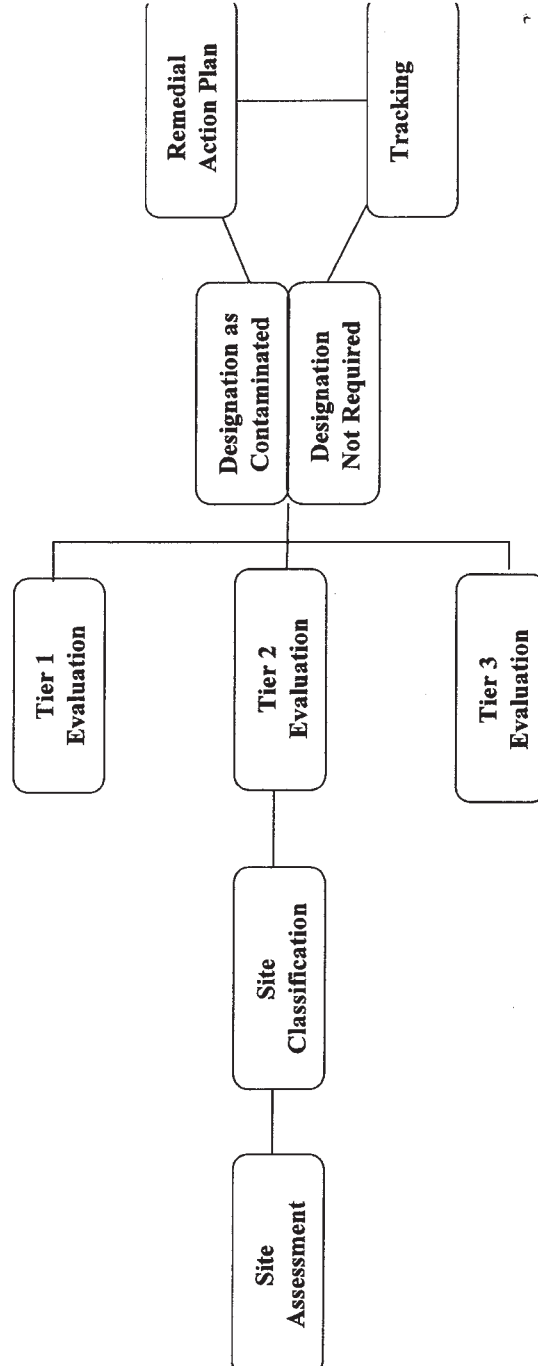 Site
Assessment
Site
Classification
Tier 1
Evaluation
Tier 2
Evaluation
Tier 3
Evaluation
Designation as
Contaminated
Designation
Not Required
Remedial
Action Plan
Tracking